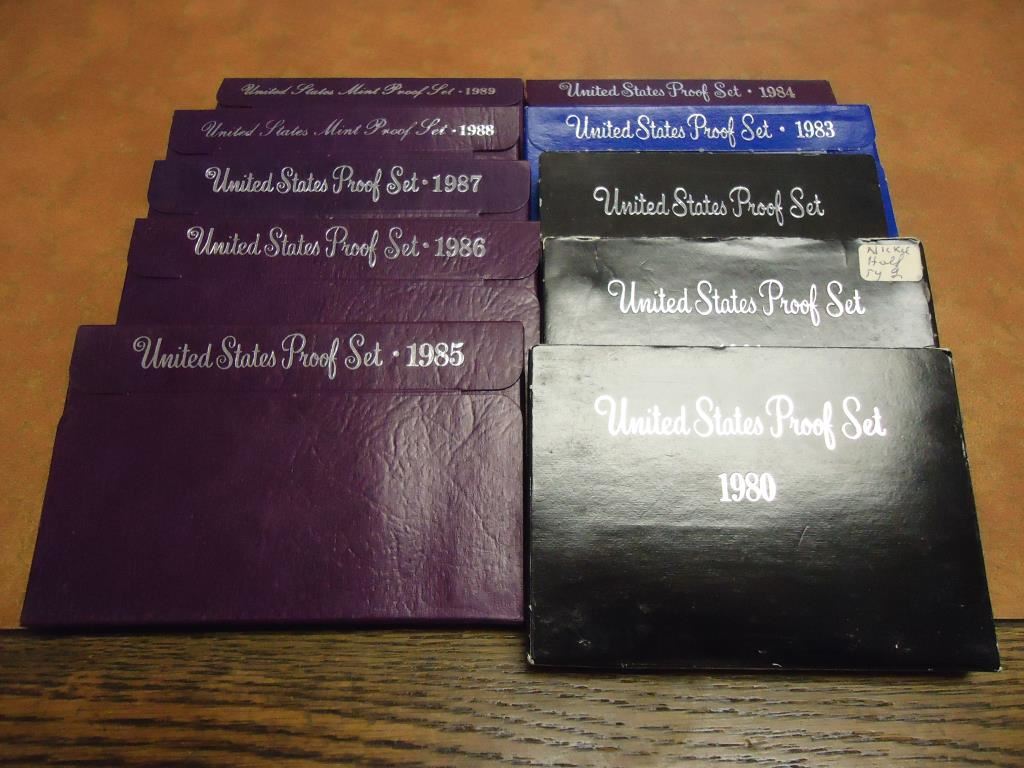 United States Mint Proof Set - 1989
United States Mint Proof Set - 1988
United States Proof Set • 1987
United States Proof Set • 1986
United States Proof Set • 1985
United States Proof Set • 1984
United States Proof Set • 1983
United States Proof Set
Half
United States Proof Set
United States Proof Set
1980